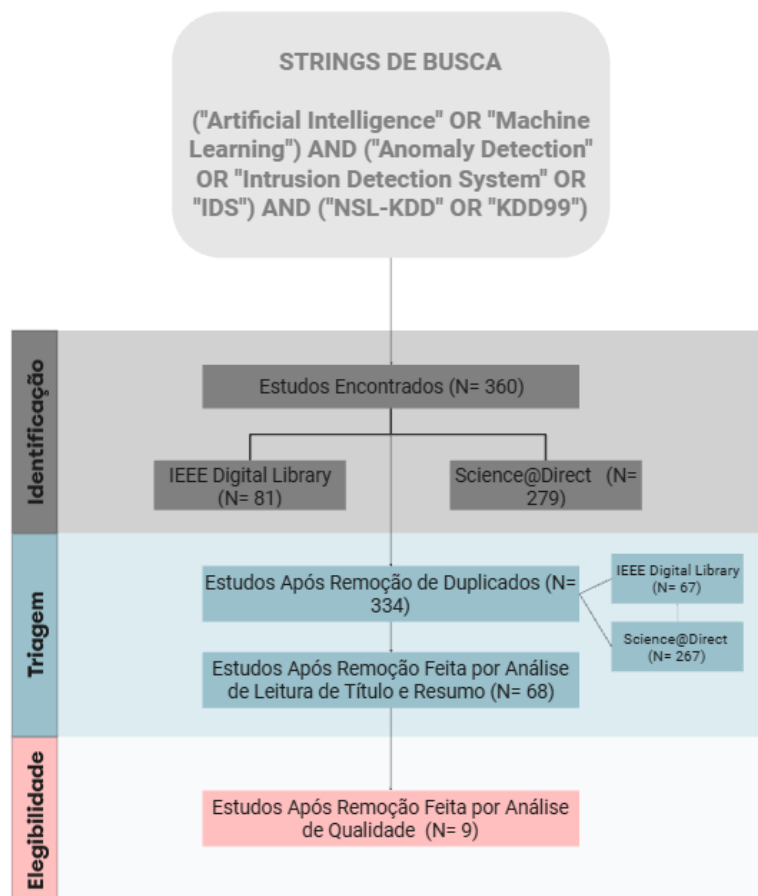 STRINGS DE BUSCA
("Artificial Intelligence" OR "Machine
Learning") AND ("Anomaly Detection"
OR "Intrusion Detection System" OR
"IDS") AND ("NSL-KDD" OR "KDD99")
Identificação
Estudos Encontrados (N= 360)
IEEE Digital Library
(N= 81)
Science@Direct (N=
279)
Triagem
Estudos Após Remoção de Duplicados (N=
334)
IEEE Digital Library
(N= 67)
Science@Direct
(N= 267)
Estudos Após Remoção Feita por Análise
de Leitura de Título e Resumo (N= 68)
Elegibilidade
Estudos Após Remoção Feita por Análise
de Qualidade (N= 9)